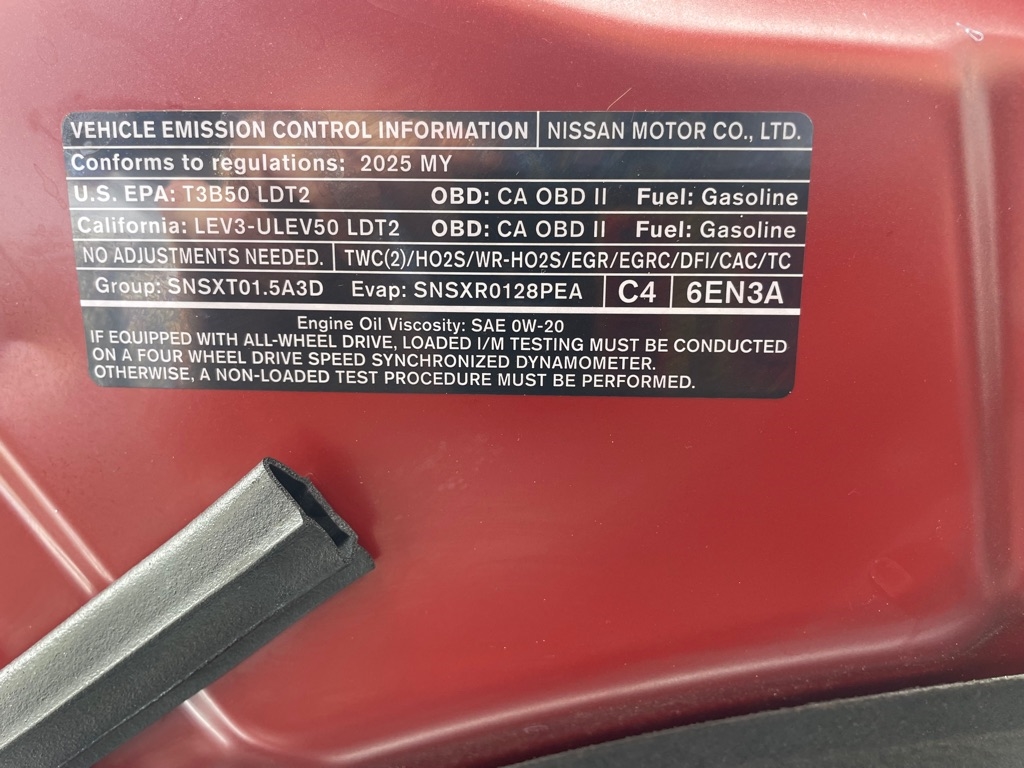 VEHICLE EMISSION CONTROL INFORMATION NISSAN MOTOR CO., LTD.
Conforms to regulations: 2025 MY
U.S. EPA: T3B50 LDT2 OBD: CA OBD II Fuel: Gasoline
California: LEV3-ULEV50 LDT2 OBD: CA OBD II Fuel: Gasoline
NO ADJUSTMENTS NEEDED. TWC(2)/HO2S/WR-HO2S/EGR/EGRC/DFI/CAC/TC
Group: SNSXT01.5A3D Evap: SNSXR0128PEA C4 6EN3A
Engine Oil Viscosity: SAE 0W-20
IF EQUIPPED WITH ALL-WHEEL DRIVE, LOADED I/M TESTING MUST BE CONDUCTED
ON A FOUR WHEEL DRIVE SPEED SYNCHRONIZED DYNAMOMETER.
OTHERWISE, A NON-LOADED TEST PROCEDURE MUST BE PERFORMED.